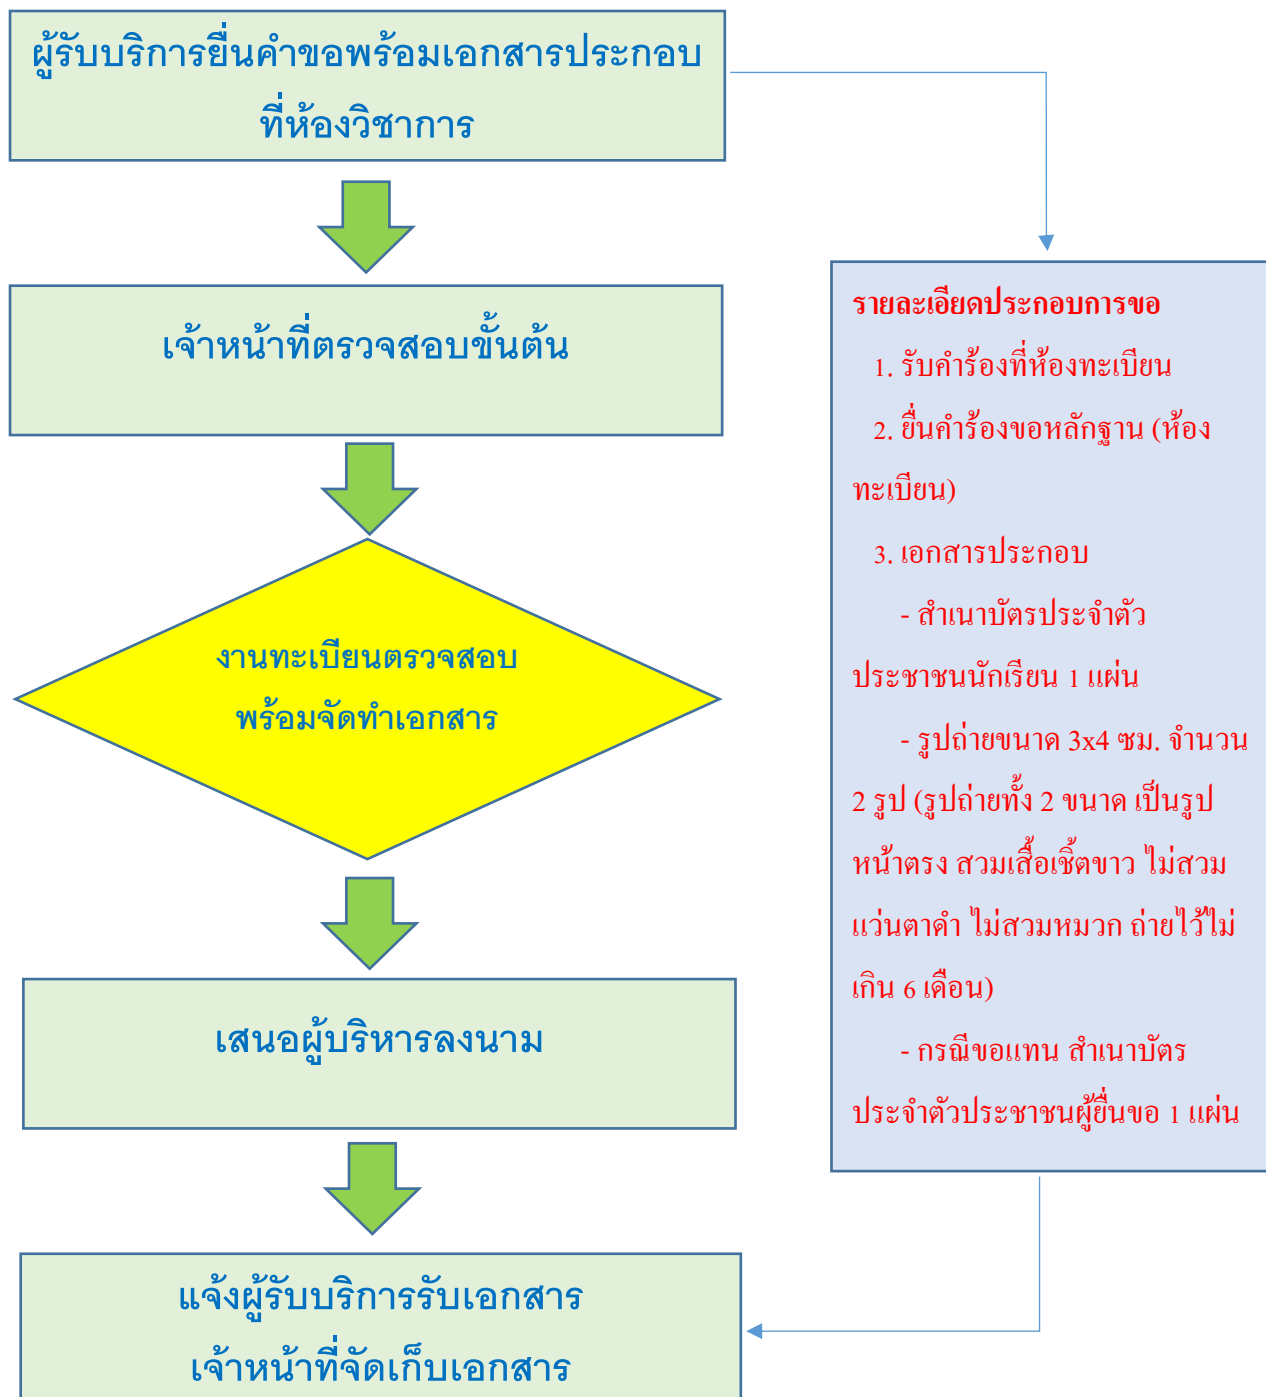 ผู้รับบริการยื่นคำขอพร้อมเอกสารประกอบ
ที่ห้องวิชาการ
เจ้าหน้าที่ตรวจสอบขั้นต้น
งานทะเบียนตรวจสอบ
พร้อมจัดทำเอกสาร
เสนอผู้บริหารลงนาม
แจ้งผู้รับบริการรับเอกสาร
เจ้าหน้าที่จัดเก็บเอกสาร
รายละเอียดประกอบการขอ
1. รับคำร้องที่ห้องทะเบียน
2. ยื่นคำร้องขอหลักฐาน (ห้อง
ทะเบียน)
3. เอกสารประกอบ
- สำเนาบัตรประจำตัว
ประชาชนนักเรียน 1 แผ่น
- รูปถ่ายขนาด 3x4 ซม. จำนวน
2 รูป (รูปถ่ายทั้ง 2 ขนาด เป็นรูป
หน้าตรง สวมเสื้อเชิ้ตขาว ไม่สวม
แว่นตาดำ ไม่สวมหมวก ถ่ายไว้ไม่
เกิน 6 เดือน)
- กรณีขอแทน สำเนาบัตร
ประจำตัวประชาชนผู้ยื่นขอ 1 แผ่น